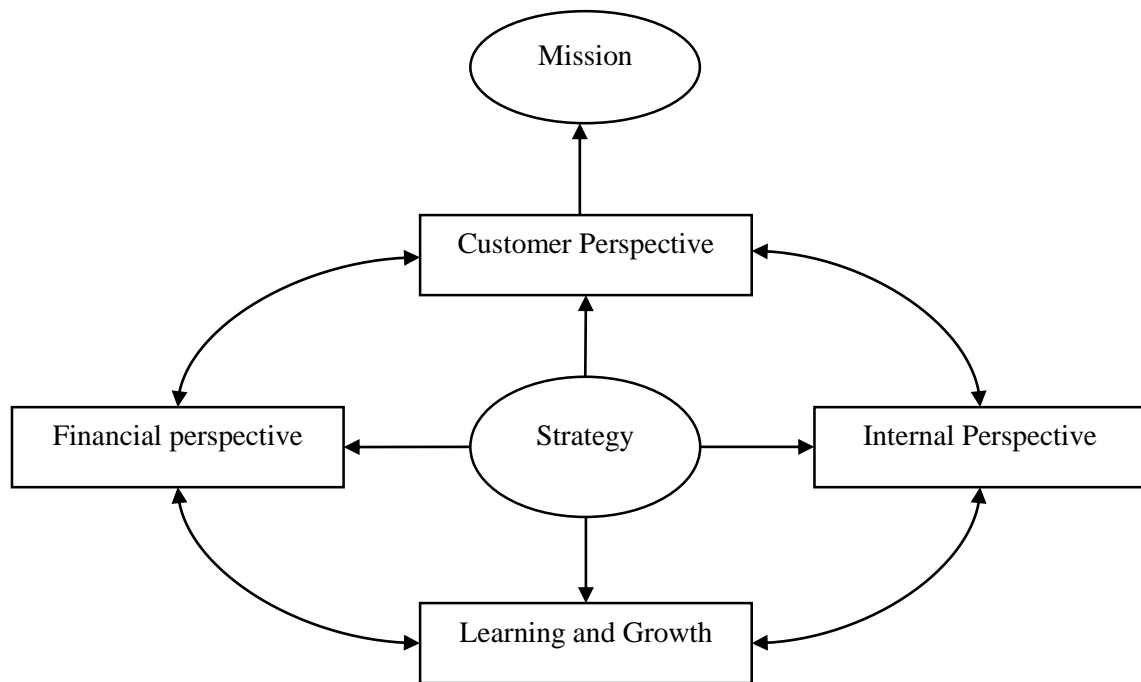 Mission
Customer Perspective
Financial perspective
Strategy
Internal Perspective
Learning and Growth